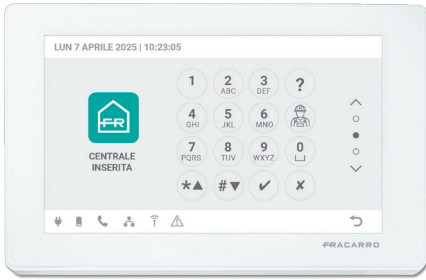 LUN 7 APRILE 2025 | 10:23:05
1 2 3 ?
ABC DEF
FR
4 5 6
GHI JKL MNO
7 8 9 0
PQRS TUV WXYZ
CENTRALE
INSERITA
*▲ #▼ ✔ ✘
FRACARRO